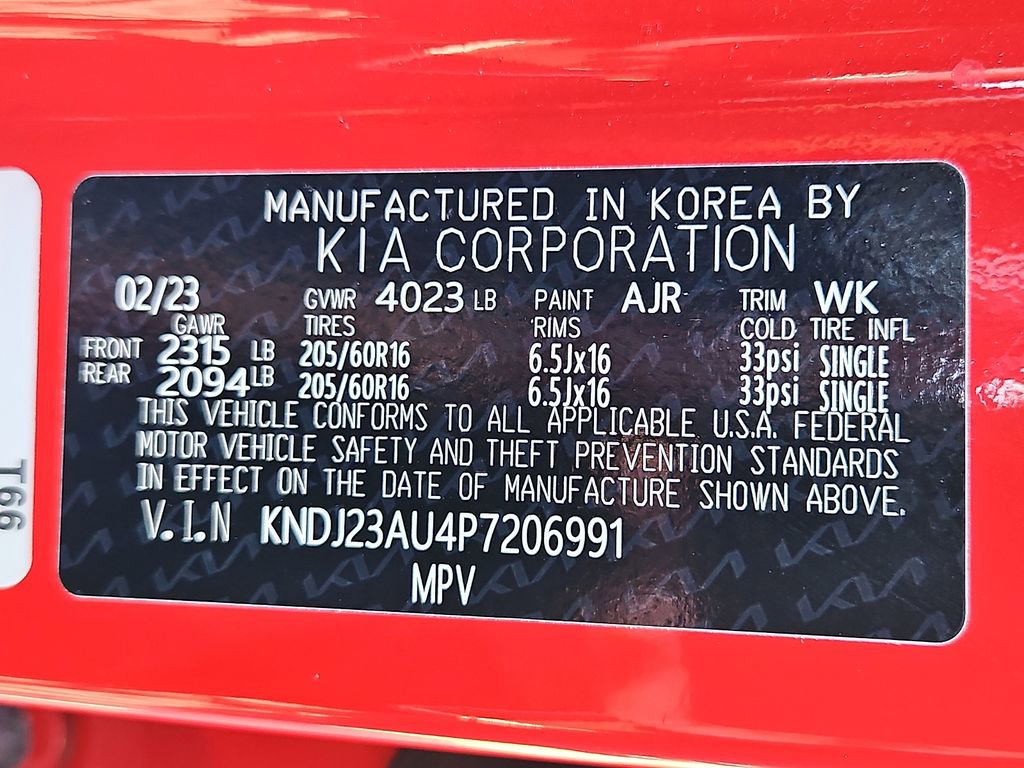 MANUFACTURED IN KOREA BY
KIA CORPORATION
02/23 GVWR 4023 LB PAINT AJR TRIM WK
GAWR TIRES RIMS COLD TIRE INFL
FRONT 2315 LB 205/60R16 6.5Jx16 33psi SINGLE
REAR 2094 LB 205/60R16 6.5Jx16 33psi SINGLE
THIS VEHICLE CONFORMS TO ALL APPLICABLE U.S.A. FEDERAL
MOTOR VEHICLE SAFETY AND THEFT PREVENTION STANDARDS
IN EFFECT ON THE DATE OF MANUFACTURE SHOWN ABOVE.
V.I.N KNDJ23AU4P7206991
MPV